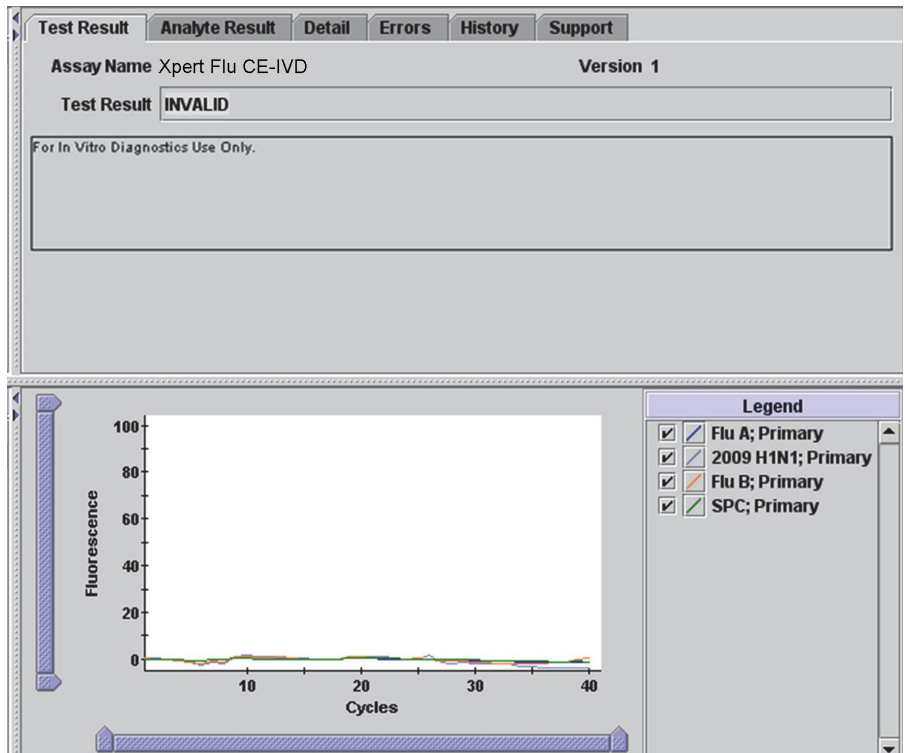 Test Result Analyte Result Detail Errors History Support
Assay Name Xpert Flu CE-IVD Version 1
Test Result INVALID
For In Vitro Diagnostics Use Only.
100
80
60
40
20
0
Fluorescence
10 20 30 40
Cycles
Legend
Flu A; Primary
2009 H1N1; Primary
Flu B; Primary
SPC; Primary